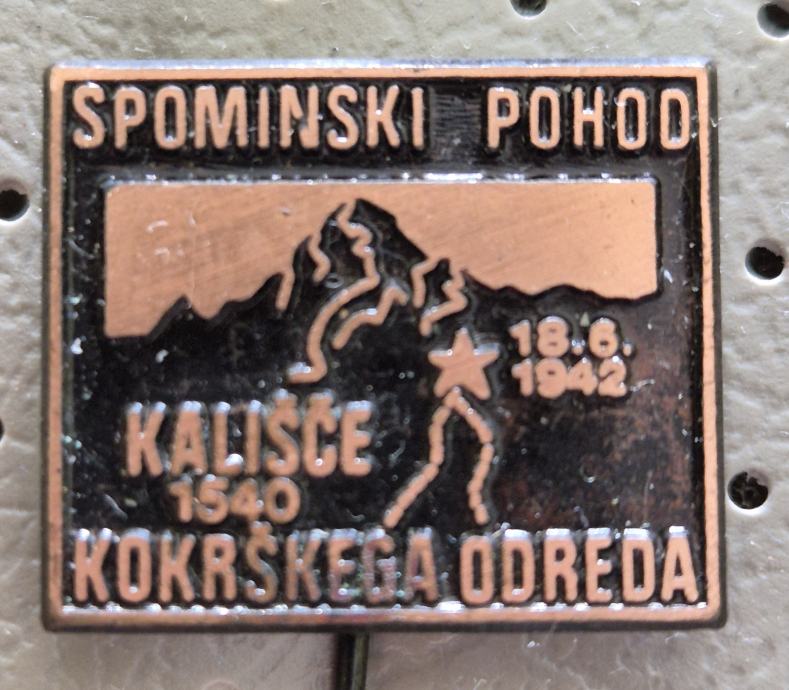 SPOMINSKI POHOD
18.6.
1942
KALIŠČE
1540
KOKRŠKEGA ODREDA